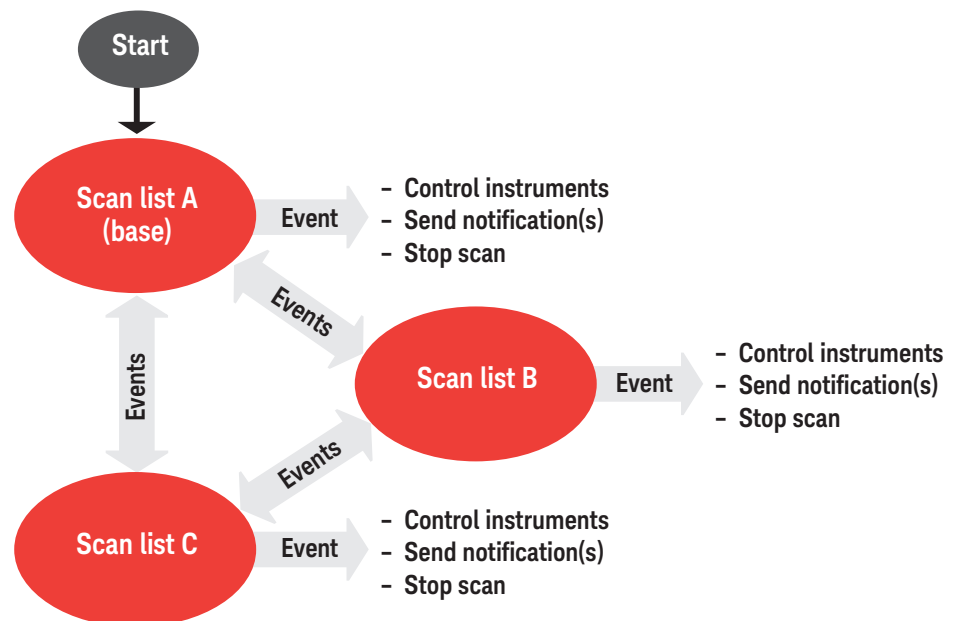 Start
Scan list A
(base)
Event
– Control instruments
– Send notification(s)
– Stop scan
Events
Events
Scan list B
Event
– Control instruments
– Send notification(s)
– Stop scan
Events
Scan list C
Event
– Control instruments
– Send notification(s)
– Stop scan